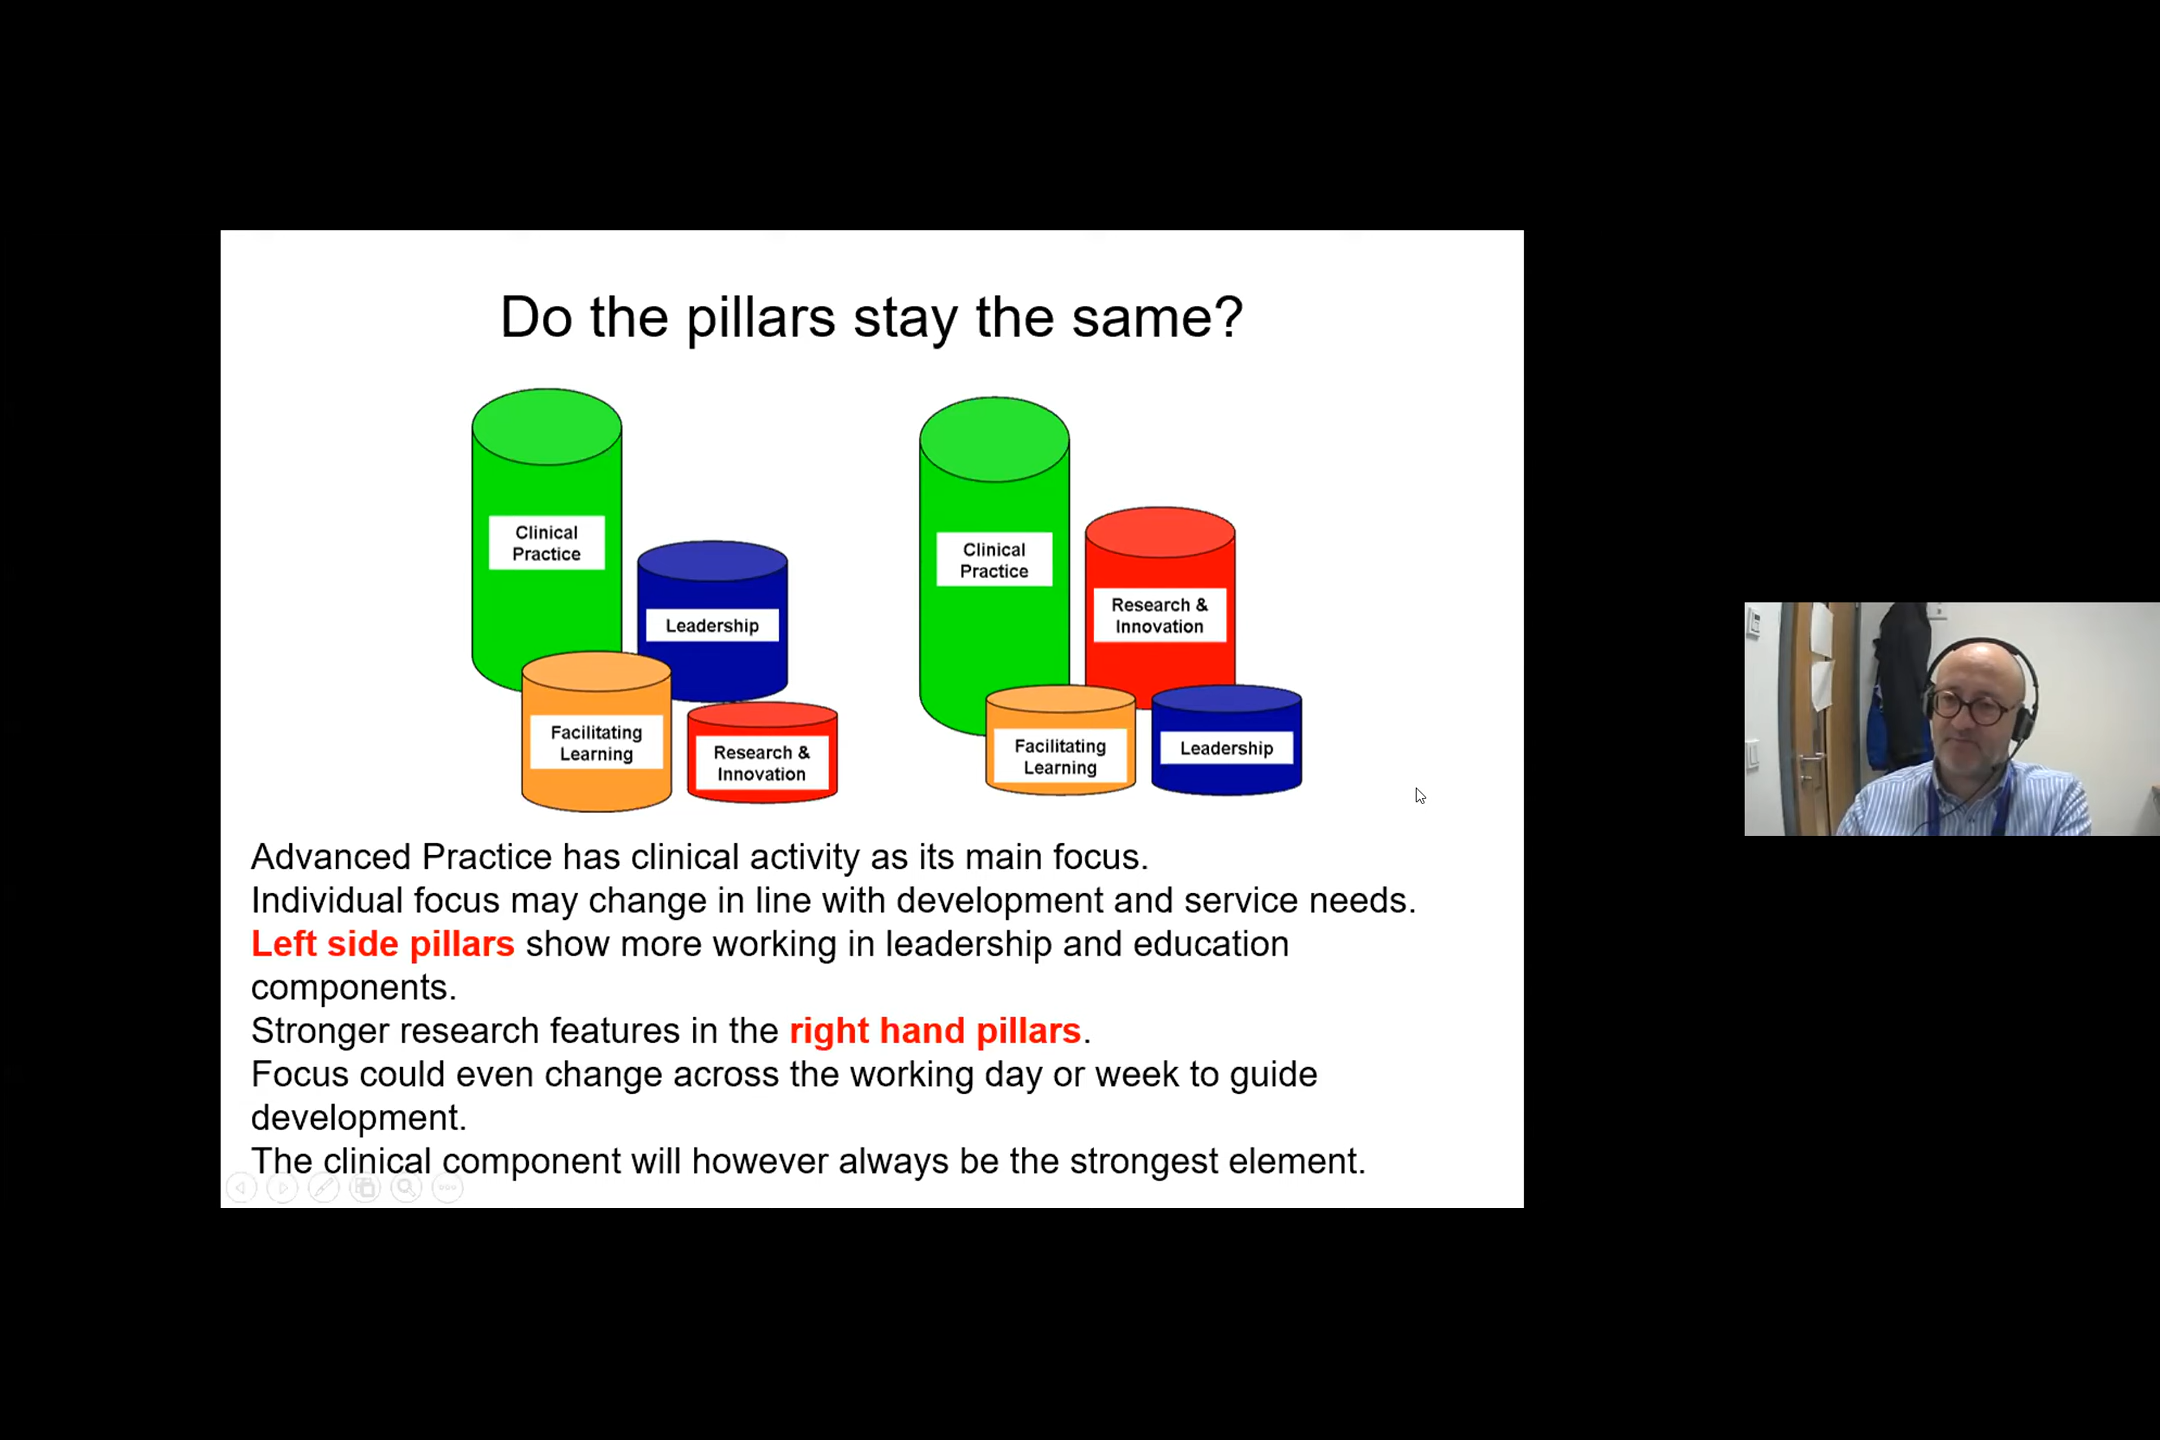 Do the pillars stay the same?
Clinical
Practice
Leadership
Facilitating
Learning
Research &
Innovation
Clinical
Practice
Research &
Innovation
Facilitating
Learning
Leadership
Advanced Practice has clinical activity as its main focus.
Individual focus may change in line with development and service needs.
Left side pillars show more working in leadership and education
components.
Stronger research features in the right hand pillars.
Focus could even change across the working day or week to guide
development.
The clinical component will however always be the strongest element.